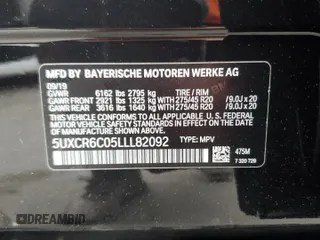 MFD BY BAYERISCHE MOTOREN WERKE AG
09/19
GVWR 6162 lbs 2795 kg TIRE / RIM
GAWR FRONT 2921 lbs 1325 kg WITH 275/45 R20 /9.0J x 20
GAWR REAR 3616 lbs 1640 kg WITH 275/45 R20 /9.0J x 20
THIS VEHICLE CONFORMS TO ALL APPLICABLE U.S. FEDERAL MOTOR
VEHICLE SAFETY STANDARDS IN EFFECT ON THE DATE OF
MANUFACTURE SHOWN ABOVE.
5UXCR6C05LLL82092 TYPE: MPV
475M
7 320 729
DREAMBID